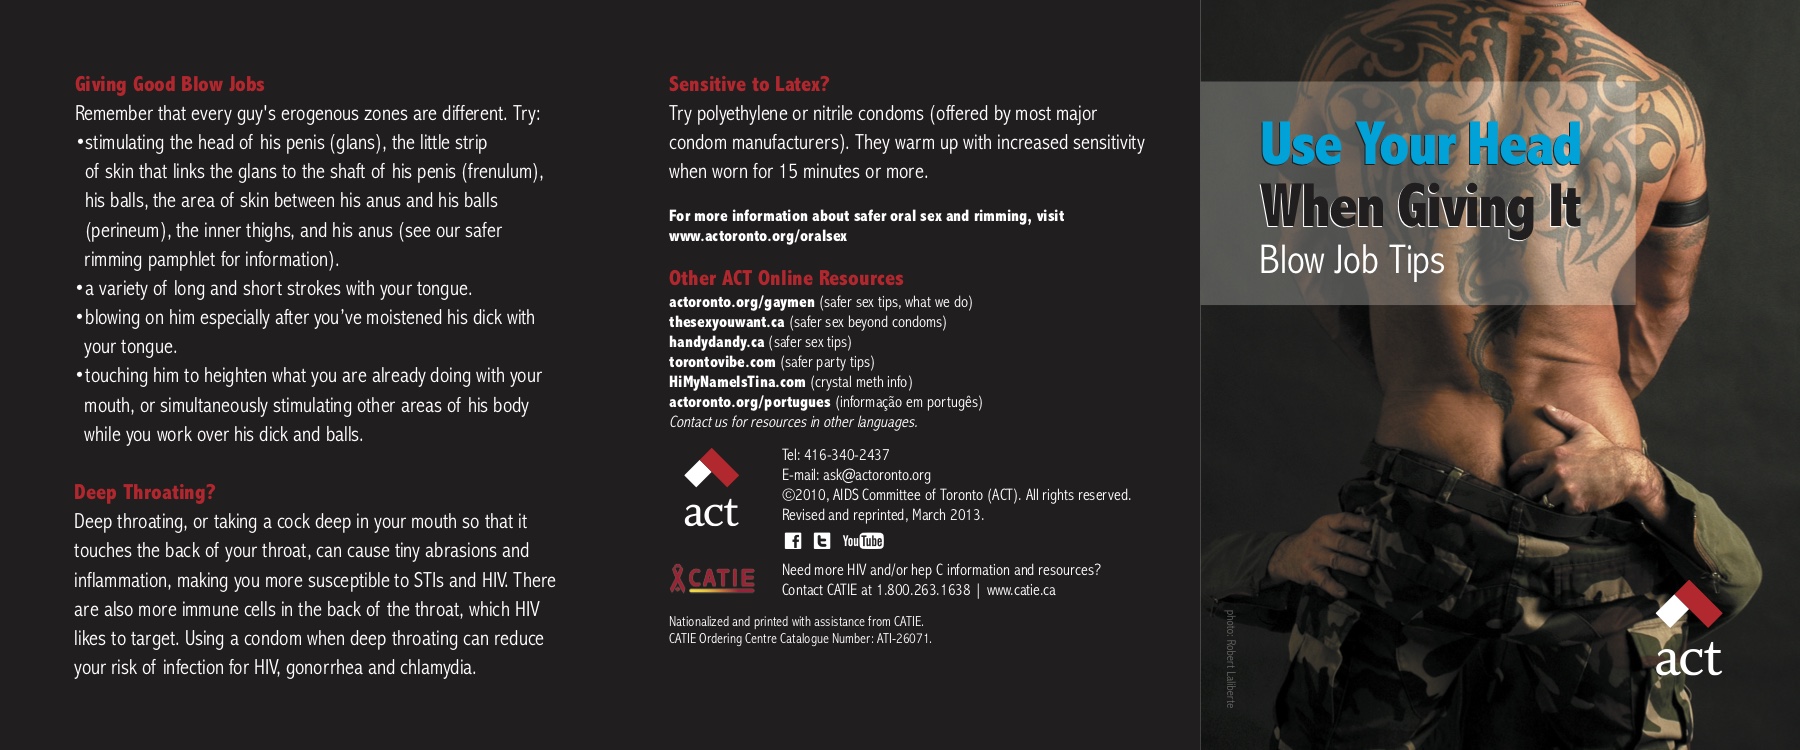 Giving Good Blow Jobs
Remember that every guy's erogenous zones are different. Try:
•stimulating the head of his penis (glans), the little strip
of skin that links the glans to the shaft of his penis (frenulum),
his balls, the area of skin between his anus and his balls
(perineum), the inner thighs, and his anus (see our safer
rimming pamphlet for information).
•a variety of long and short strokes with your tongue.
•blowing on him especially after you've moistened his dick with
your tongue.
•touching him to heighten what you are already doing with your
mouth, or simultaneously stimulating other areas of his body
while you work over his dick and balls.
Deep Throating?
Deep throating, or taking a cock deep in your mouth so that it
touches the back of your throat, can cause tiny abrasions and
inflammation, making you more susceptible to STIs and HIV. There
are also more immune cells in the back of the throat, which HIV
likes to target. Using a condom when deep throating can reduce
your risk of infection for HIV, gonorrhea and chlamydia.
Sensitive to Latex?
Try polyethylene or nitrile condoms (offered by most major
condom manufacturers). They warm up with increased sensitivity
when worn for 15 minutes or more.
For more information about safer oral sex and rimming, visit
www.actoronto.org/oralsex
Other ACT Online Resources
actoronto.org/gaymen (safer sex tips, what we do)
thesexyouwant.ca (safer sex beyond condoms)
handydandy.ca (safer sex tips)
torontovibe.com (safer party tips)
HiMyNameIsTina.com (crystal meth info)
actoronto.org/portugues (informação em portugês)
Contact us for resources in other languages.
act
Tel: 416-340-2437
E-mail: ask@actoronto.org
©2010, AIDS Committee of Toronto (ACT). All rights reserved.
Revised and reprinted, March 2013.
f t YouTube
CATIE
Need more HIV and/or hep C information and resources?
Contact CATIE at 1.800.263.1638 | www.catie.ca
Nationalized and printed with assistance from CATIE.
CATIE Ordering Centre Catalogue Number: ATI-26071.
Use Your Head
When Giving It
Blow Job Tips
photo: Robert Laliberte
act